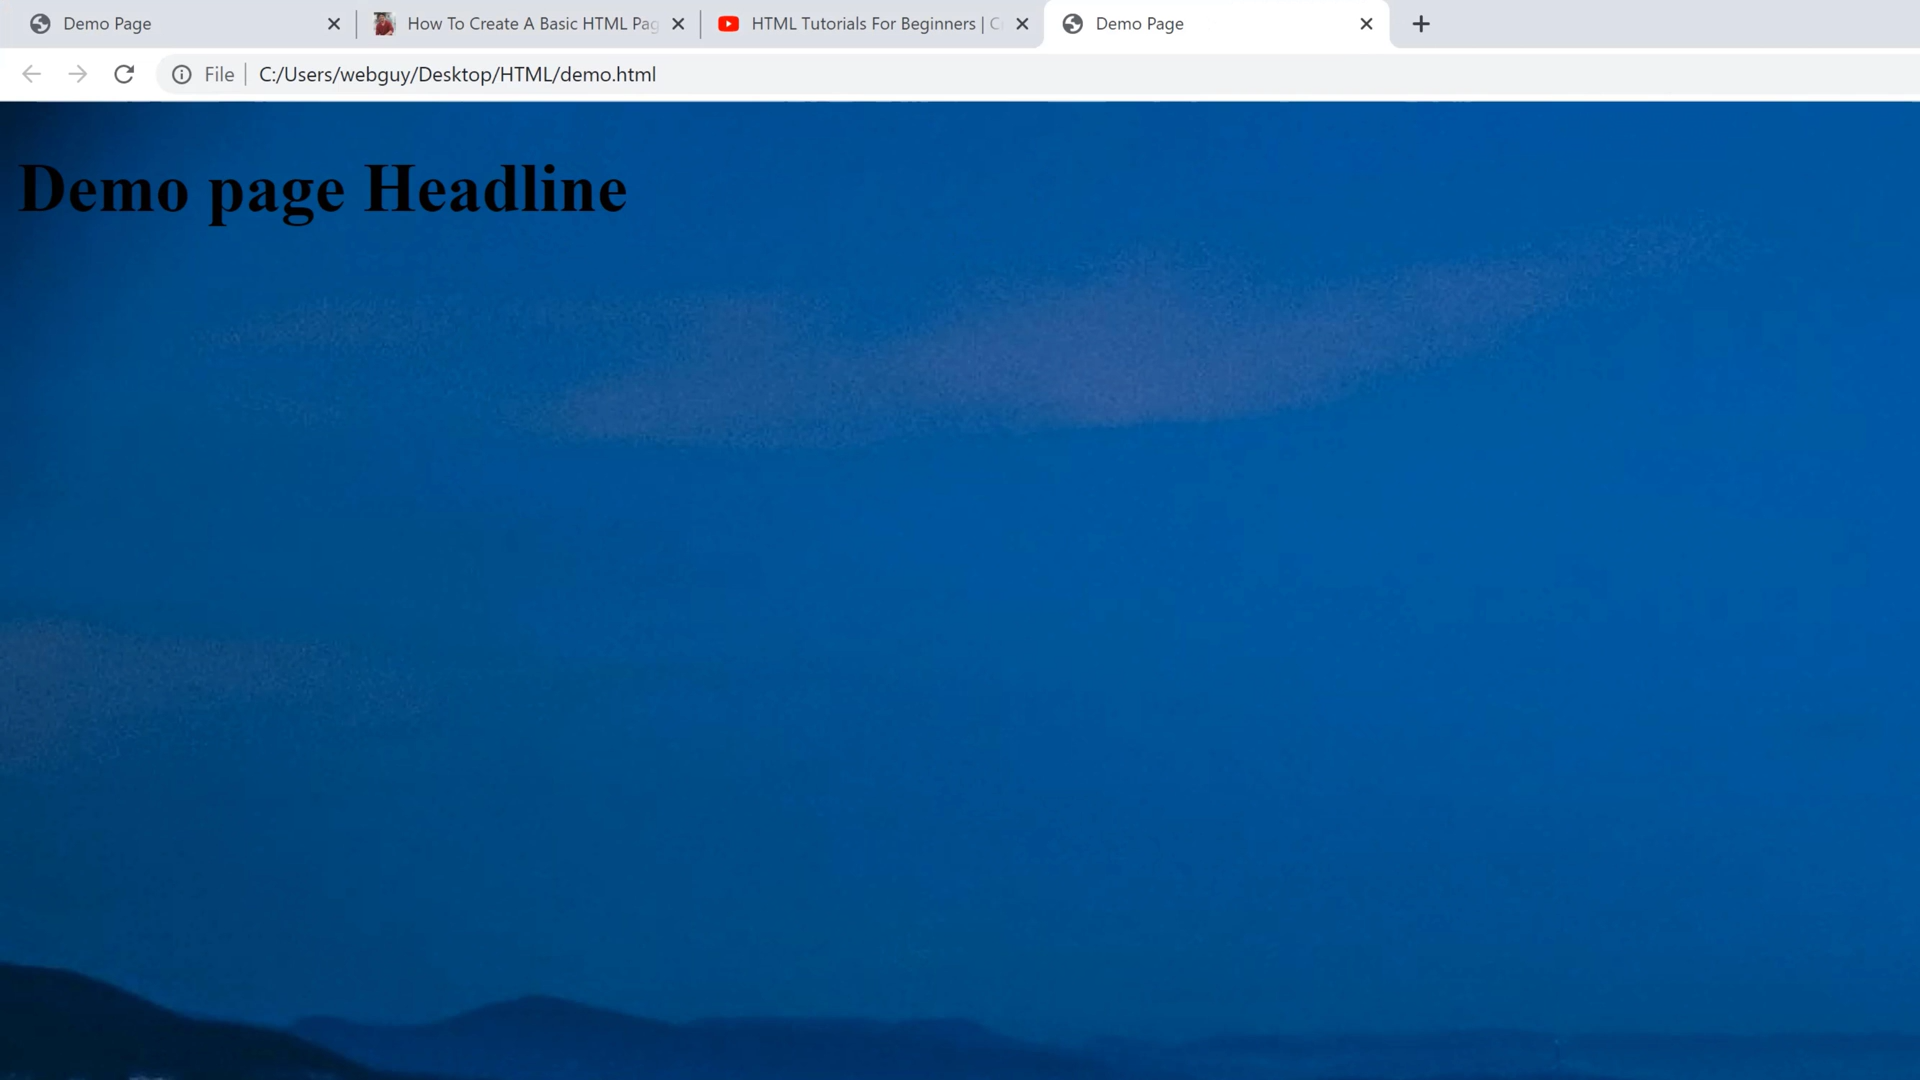 Demo Page
How To Create A Basic HTML Pag
HTML Tutorials For Beginners | C
Demo Page
File
C:/Users/webguy/Desktop/HTML/demo.html
Demo page Headline